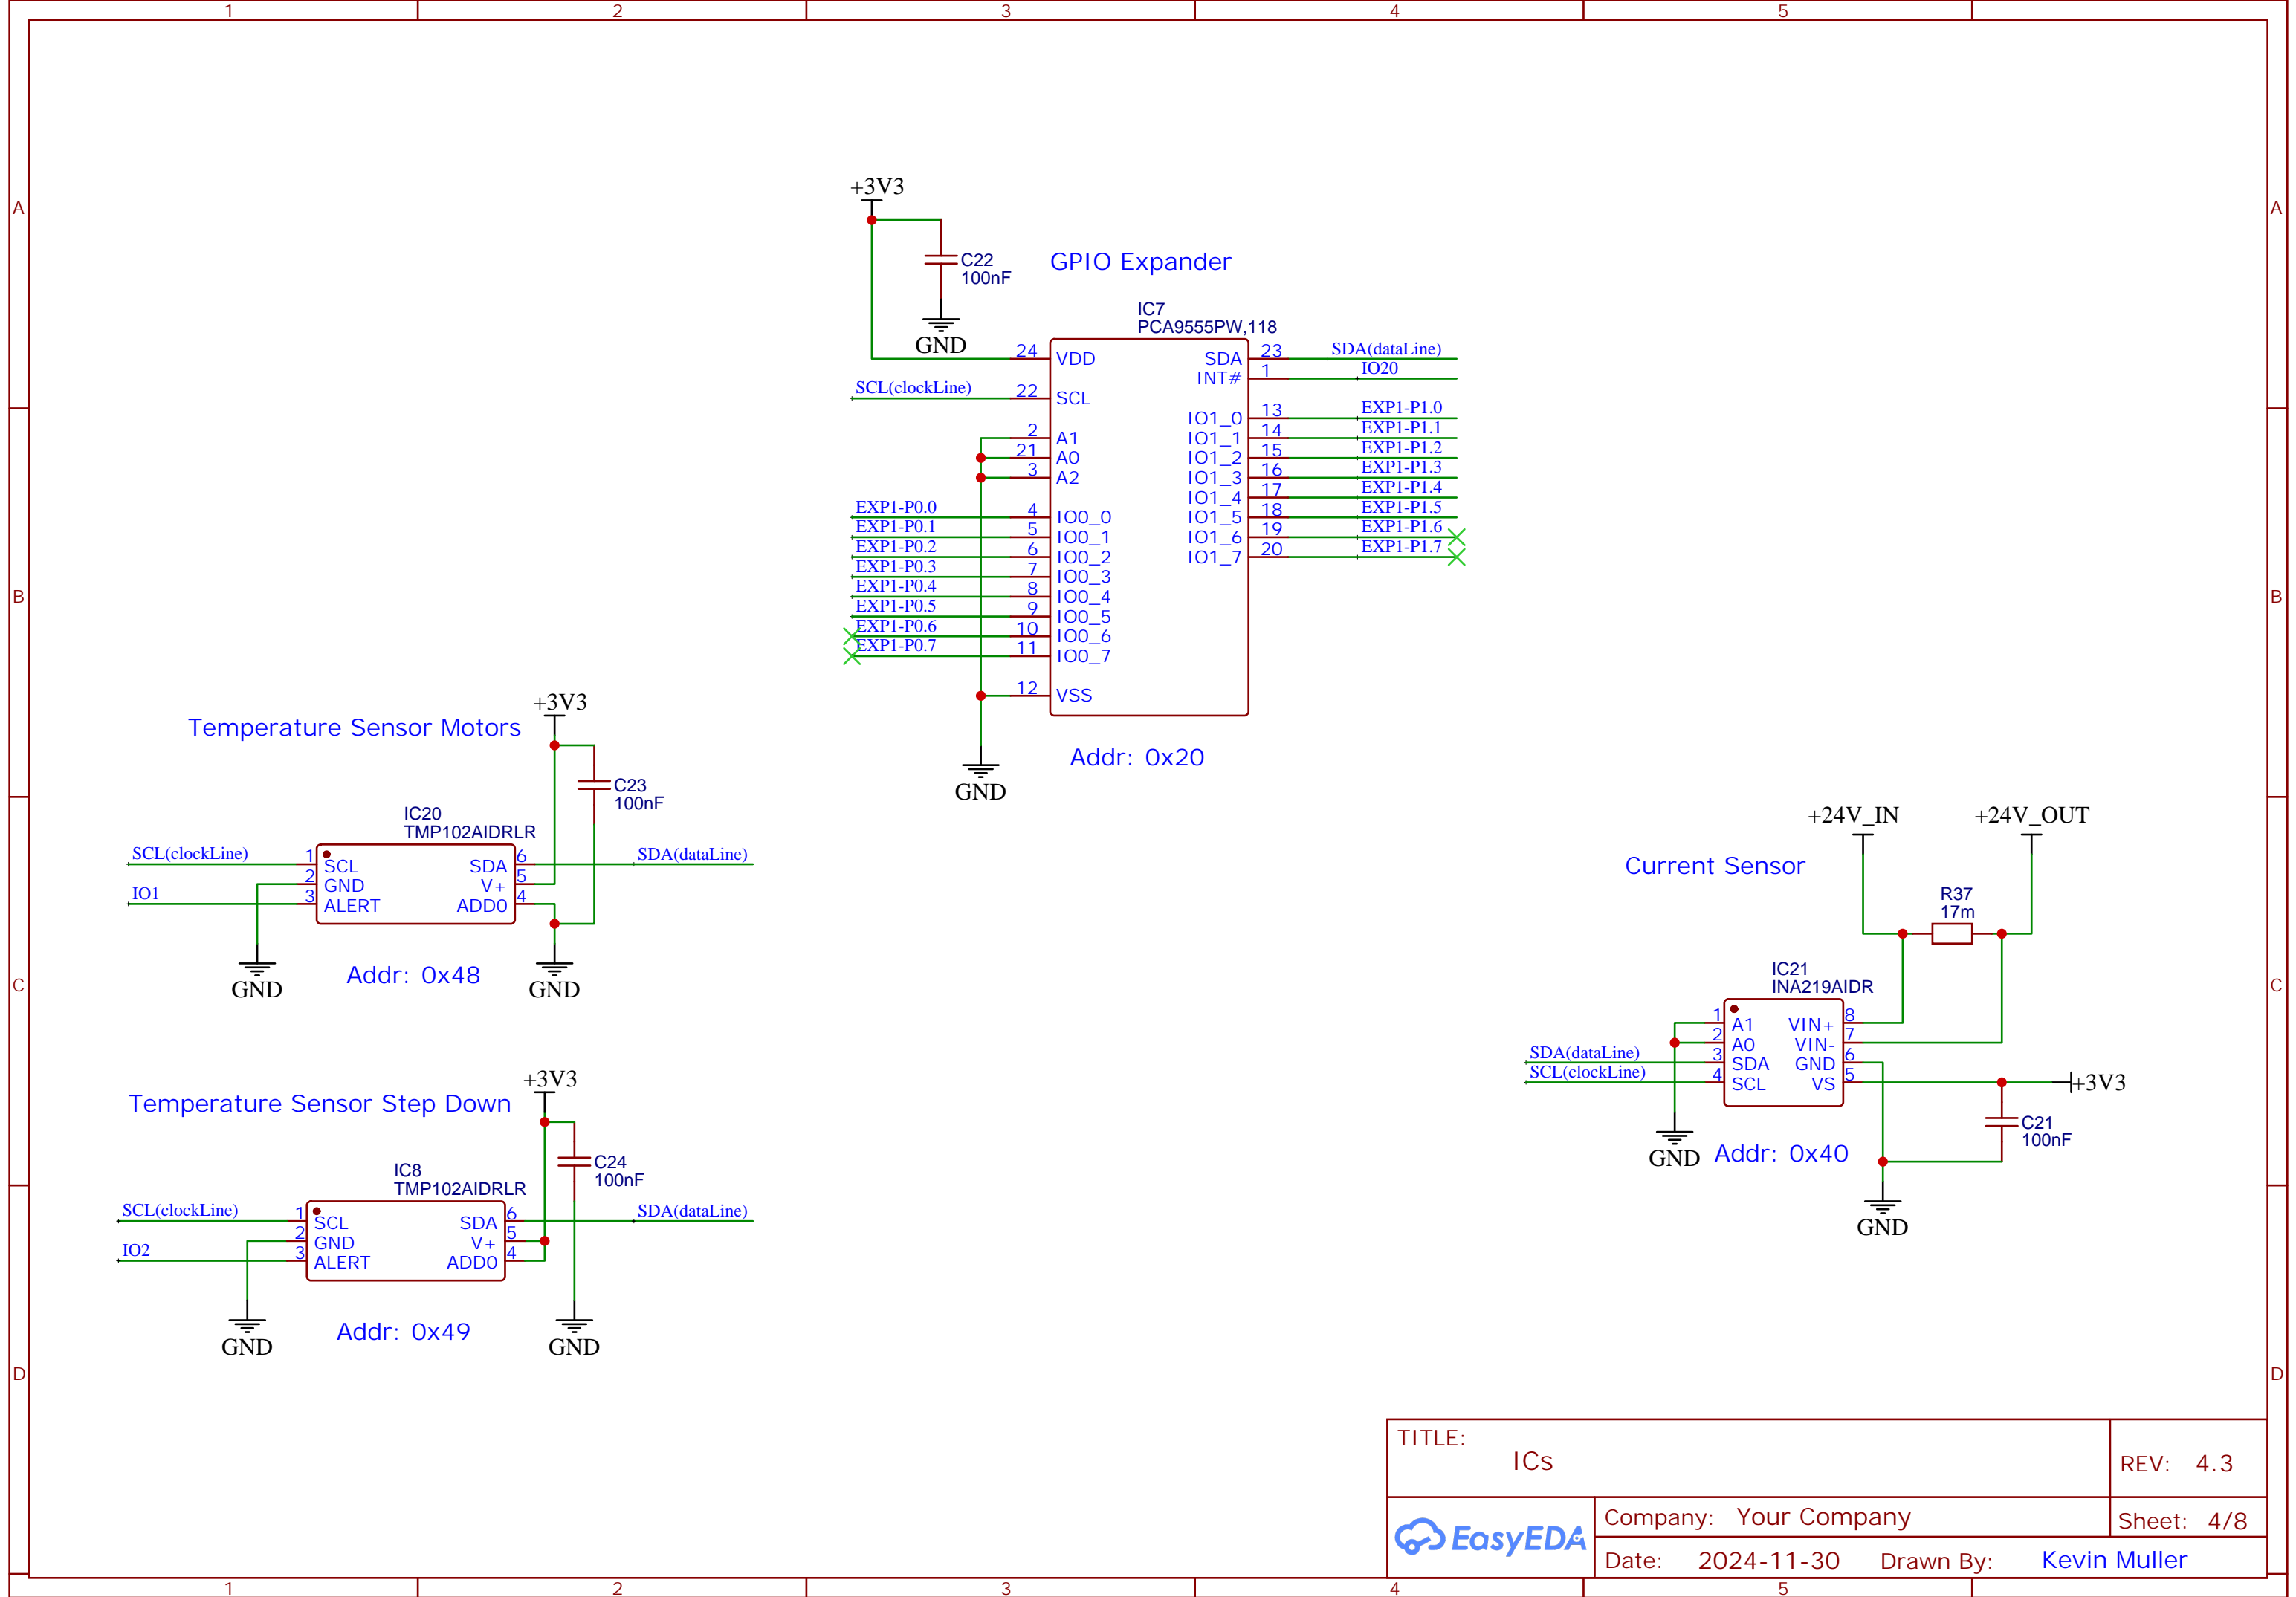 1 2 3 4 5
A A
B B
C C
D D
+3V3
C22
100nF
GND
GPIO Expander
IC7
PCA9555PW,118
24 VDD
SCL(clockLine) 22 SCL
2 A1
21 A0
3 A2
EXP1-P0.0 4 IO0_0
EXP1-P0.1 5 IO0_1
EXP1-P0.2 6 IO0_2
EXP1-P0.3 7 IO0_3
EXP1-P0.4 8 IO0_4
EXP1-P0.5 9 IO0_5
EXP1-P0.6 10 IO0_6
EXP1-P0.7 11 IO0_7
12 VSS
SDA 23 SDA(dataLine)
INT# 1 IO20
IO1_0 13 EXP1-P1.0
IO1_1 14 EXP1-P1.1
IO1_2 15 EXP1-P1.2
IO1_3 16 EXP1-P1.3
IO1_4 17 EXP1-P1.4
IO1_5 18 EXP1-P1.5
IO1_6 19 EXP1-P1.6
IO1_7 20 EXP1-P1.7
GND
Addr: 0x20
Temperature Sensor Motors
+3V3
C23
100nF
IC20
TMP102AIDRLR
SCL(clockLine) 1 SCL SDA 6 SDA(dataLine)
2 GND V+ 5
IO1 3 ALERT ADD0 4
GND
Addr: 0x48
GND
Temperature Sensor Step Down
+3V3
C24
100nF
IC8
TMP102AIDRLR
SCL(clockLine) 1 SCL SDA 6 SDA(dataLine)
2 GND V+ 5
IO2 3 ALERT ADD0 4
GND
Addr: 0x49
GND
+24V_IN +24V_OUT
Current Sensor
R37
17m
IC21
INA219AIDR
1 A1 VIN+ 8
2 A0 VIN- 7
SDA(dataLine) 3 SDA GND 6
SCL(clockLine) 4 SCL VS 5 +3V3
C21
100nF
GND
Addr: 0x40
GND
TITLE:
ICs
REV: 4.3
EasyEDA
Company: Your Company
Sheet: 4/8
Date: 2024-11-30 Drawn By: Kevin Muller
1 2 3 4 5